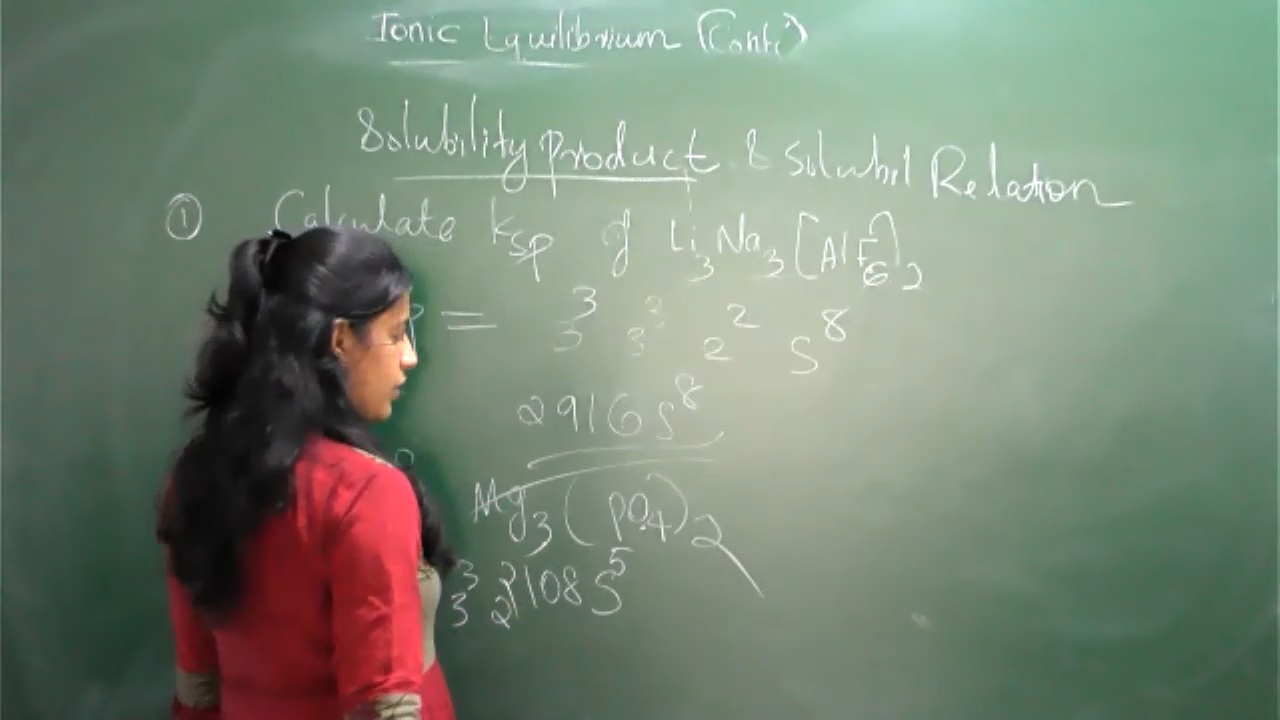 Ionic Equilibrium (Cont.)
Solubility product & Solubil Relation
① Calculate Ksp of Li3Na3[AlF6]2
= 3^3 3^3 2^2 S^8
2916 S^8
Mg3(PO4)2
3^3 2^2 108 S^5